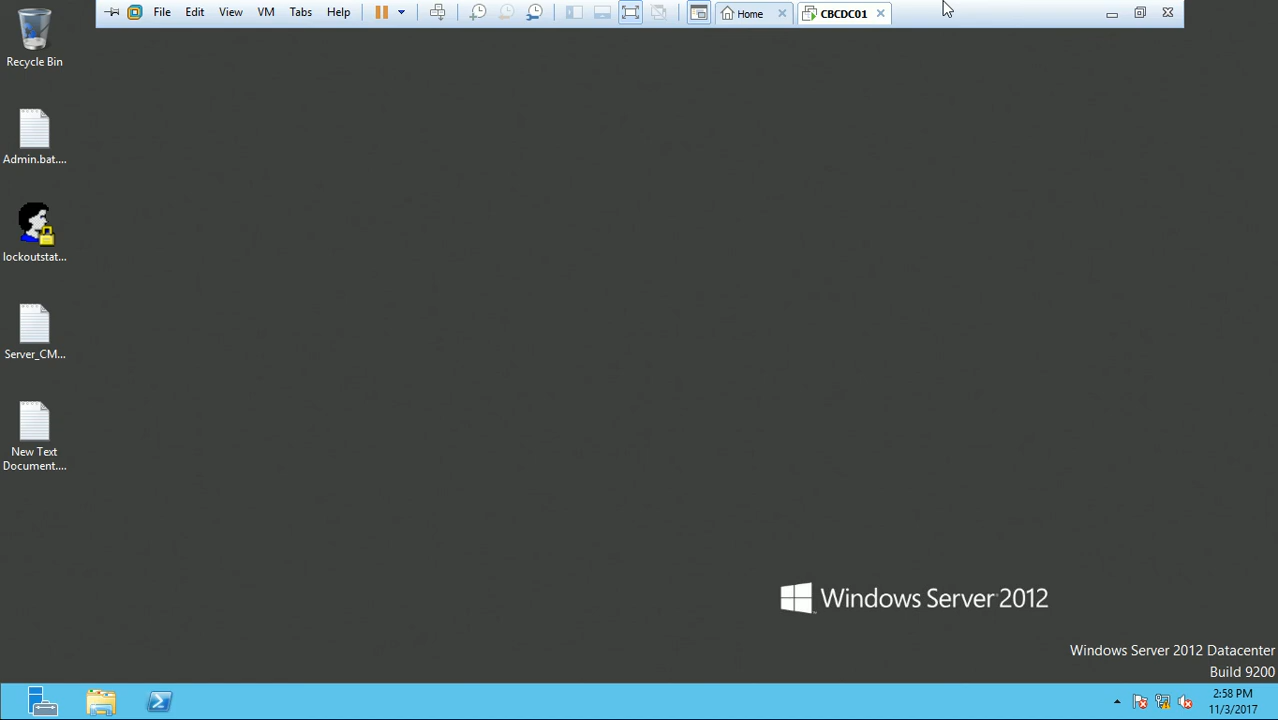 File Edit View VM Tabs Help Home CBCDC01
Recycle Bin
Admin.bat....
lockoutstat...
Server_CM...
New Text
Document....
Windows Server 2012
Windows Server 2012 Datacenter
Build 9200
2:58 PM
11/3/2017